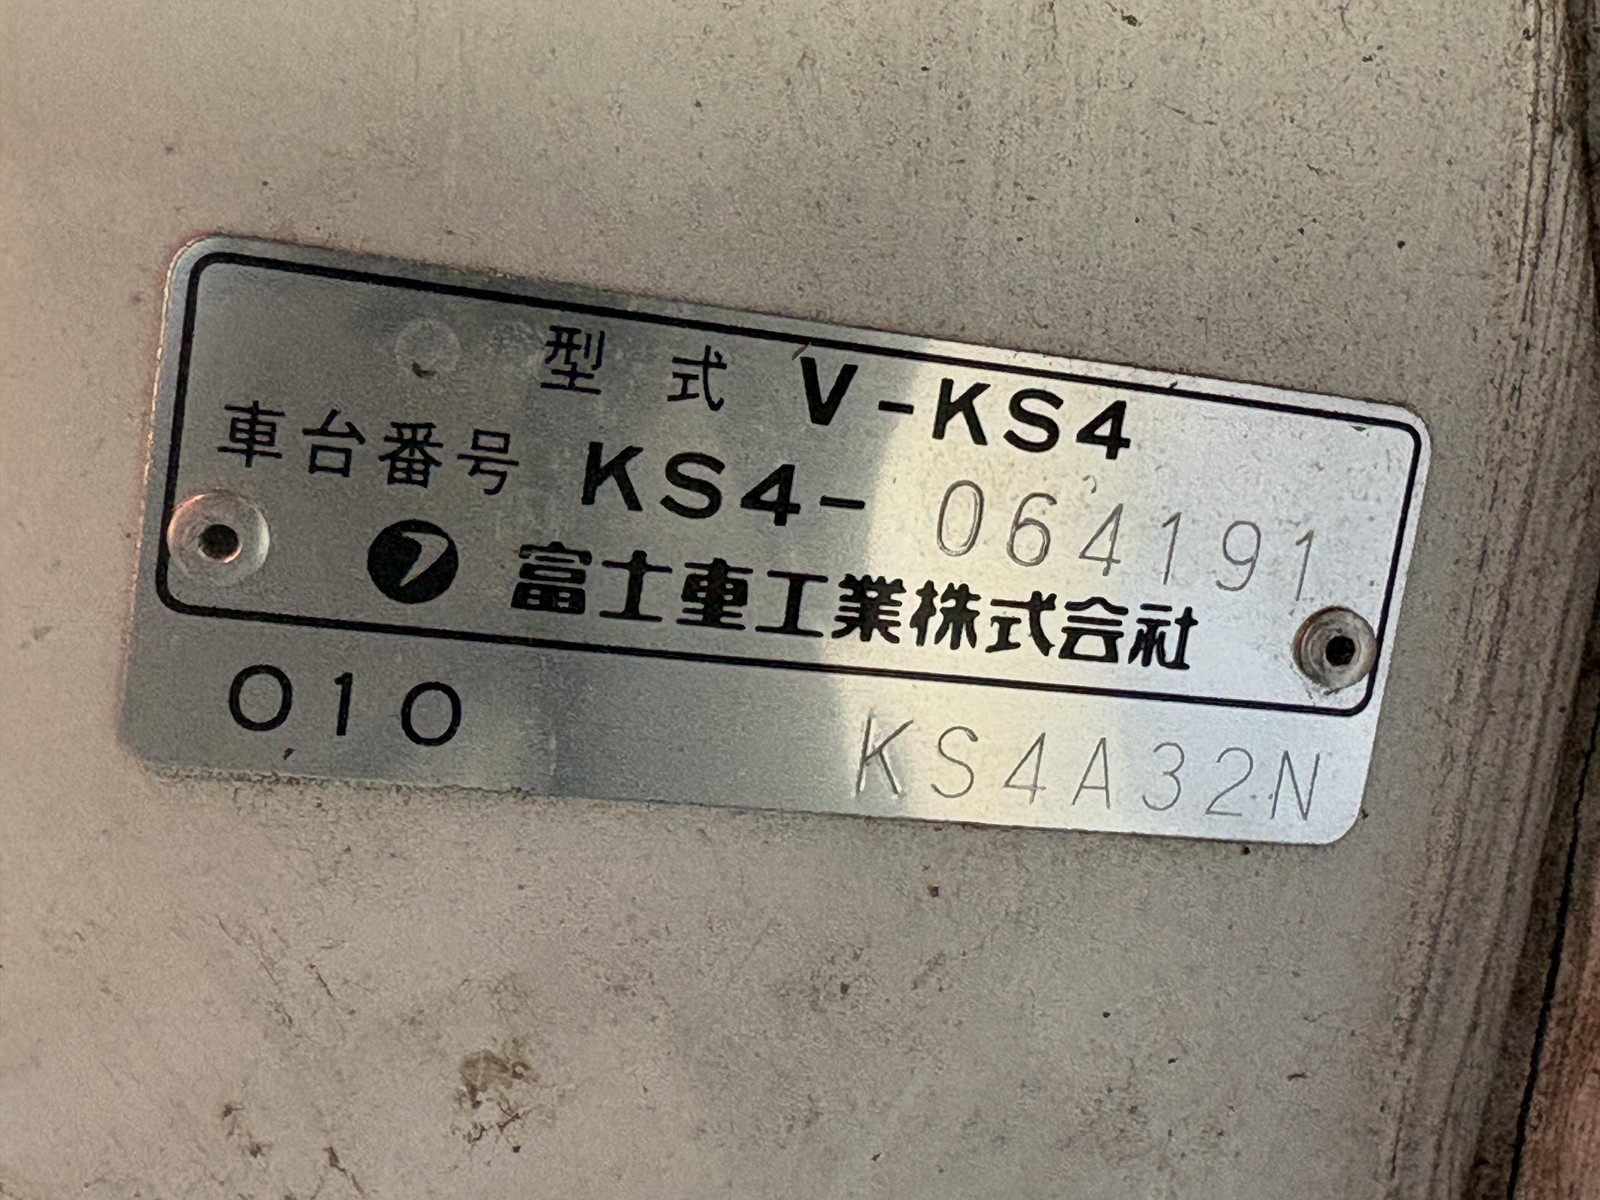 型式 V-KS4
車台番号 KS4-064191
富士重工業株式会社
010 KS4A32N